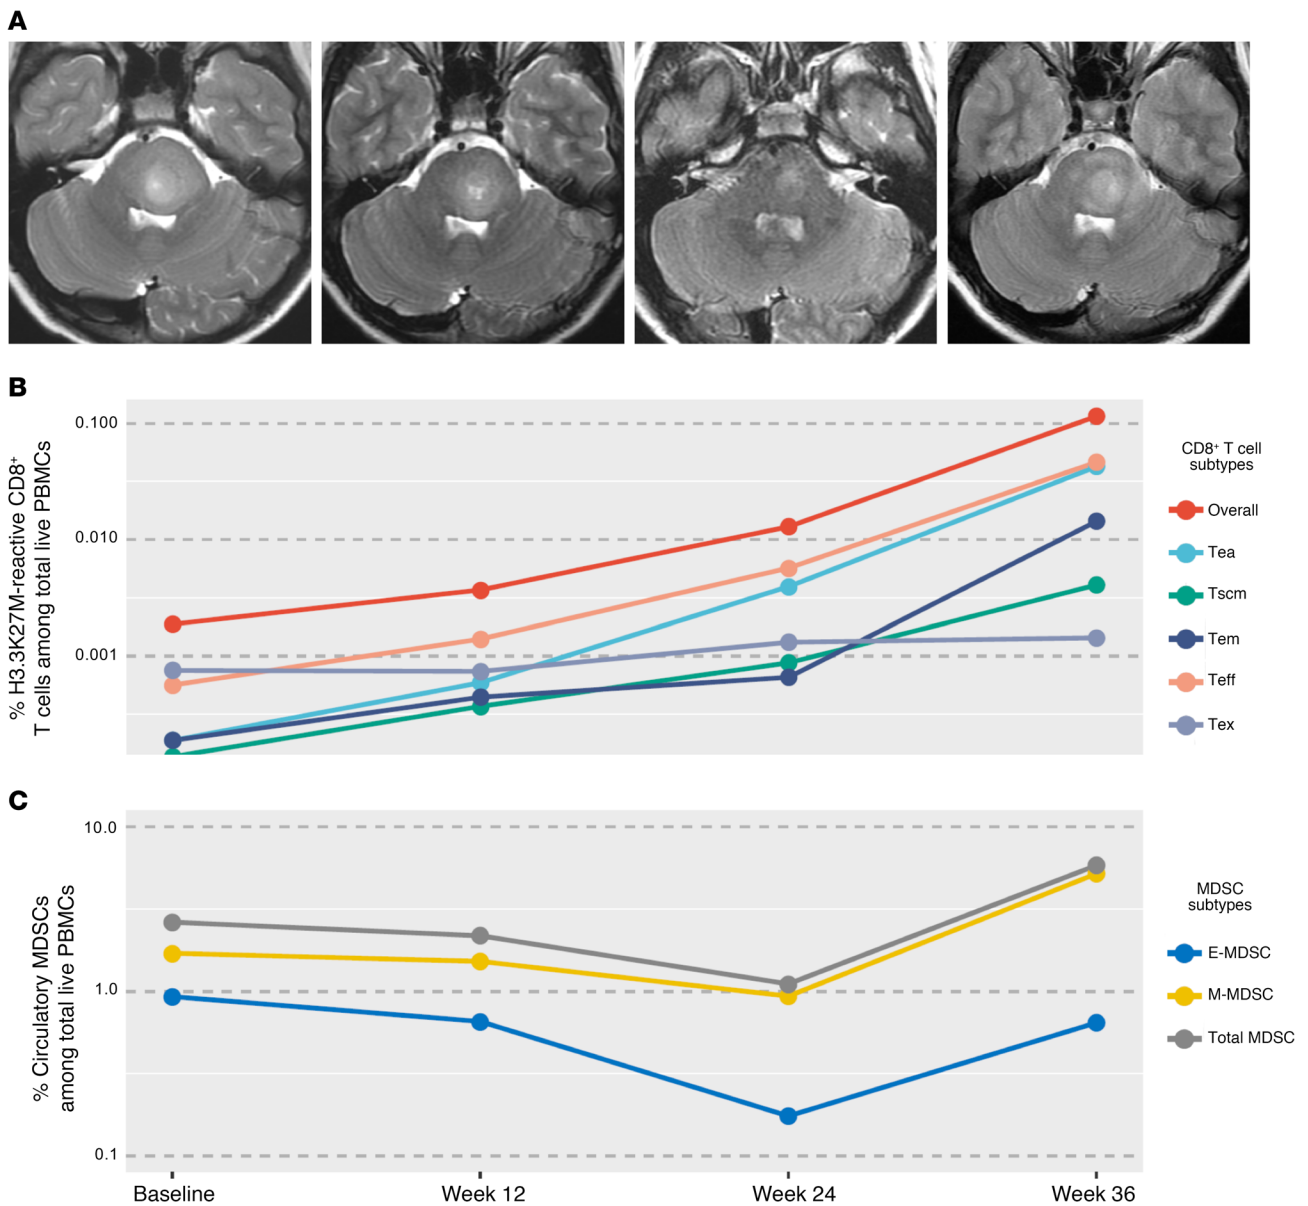 A
B
% H3.3K27M-reactive CD8+
T cells among total live PBMCs
0.100
0.010
0.001
CD8+ T cell
subtypes
Overall
Tea
Tscm
Tem
Teff
Tex
C
% Circulatory MDSCs
among total live PBMCs
10.0
1.0
0.1
MDSC
subtypes
E-MDSC
M-MDSC
Total MDSC
Baseline
Week 12
Week 24
Week 36